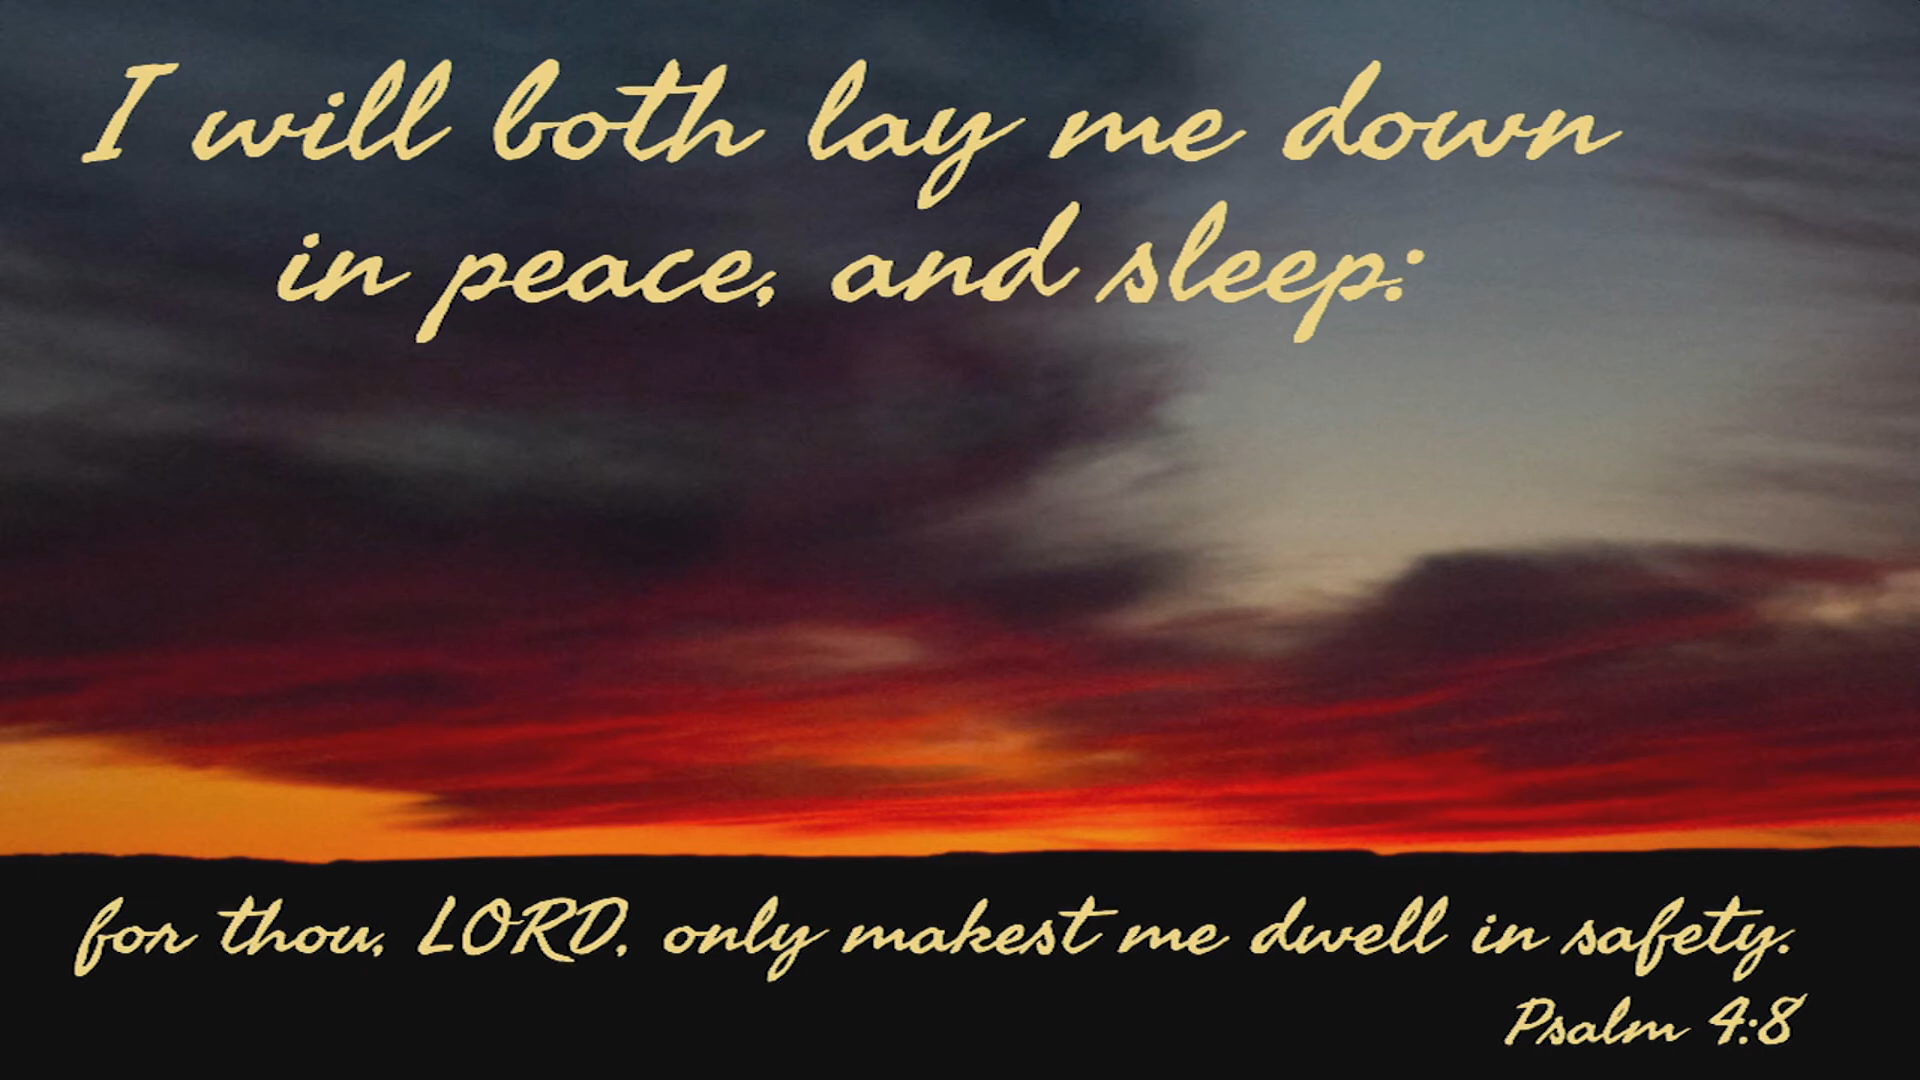 I will both lay me down
in peace, and sleep:
for thou, LORD, only makest me dwell in safety.
Psalm 4:8